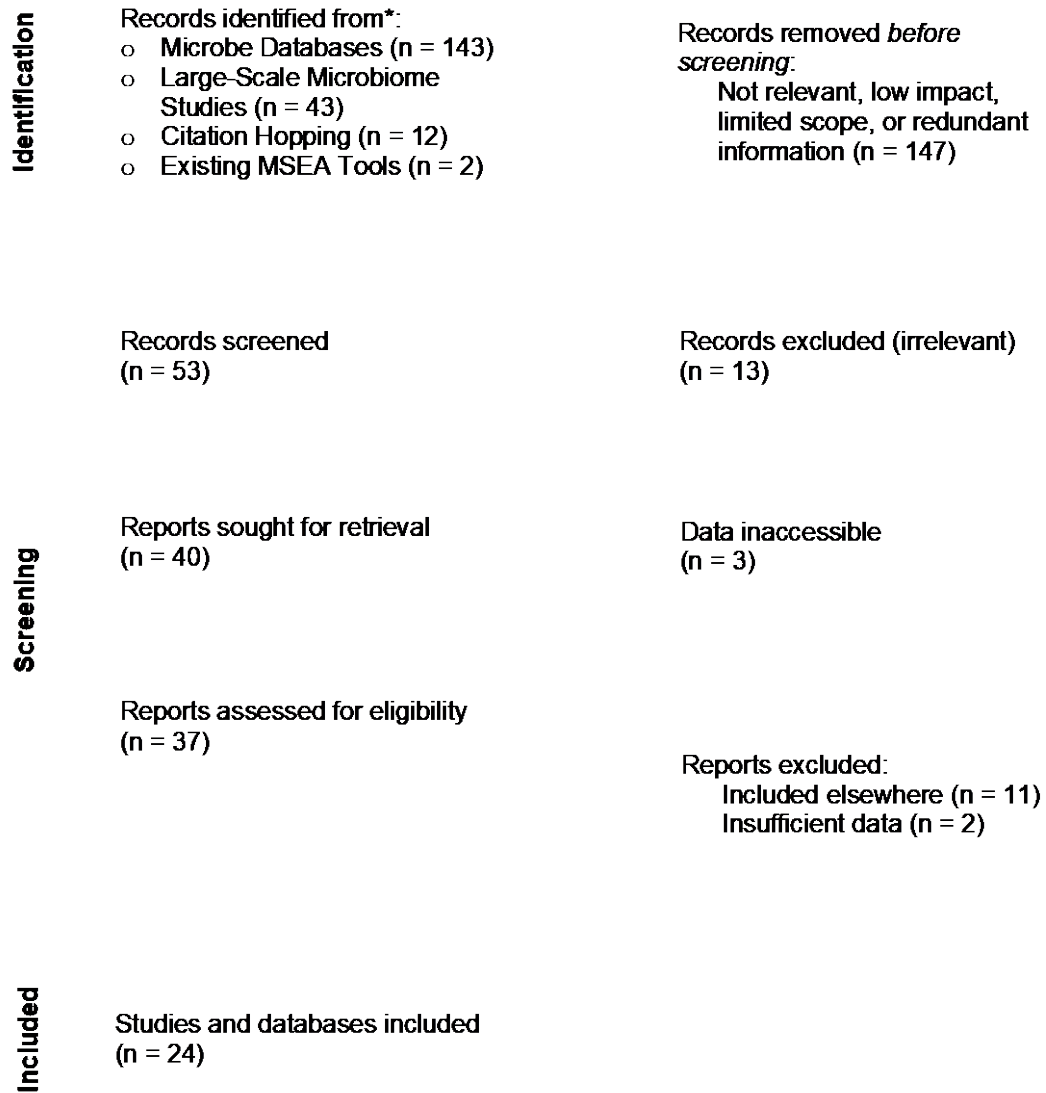 Identification
Records identified from*:
o Microbe Databases (n = 143)
o Large-Scale Microbiome
Studies (n = 43)
o Citation Hopping (n = 12)
o Existing MSEA Tools (n = 2)
Records removed before
screening:
Not relevant, low impact,
limited scope, or redundant
information (n = 147)
Screening
Records screened
(n = 53)
Records excluded (irrelevant)
(n = 13)
Reports sought for retrieval
(n = 40)
Data inaccessible
(n = 3)
Reports assessed for eligibility
(n = 37)
Reports excluded:
Included elsewhere (n = 11)
Insufficient data (n = 2)
Included
Studies and databases included
(n = 24)